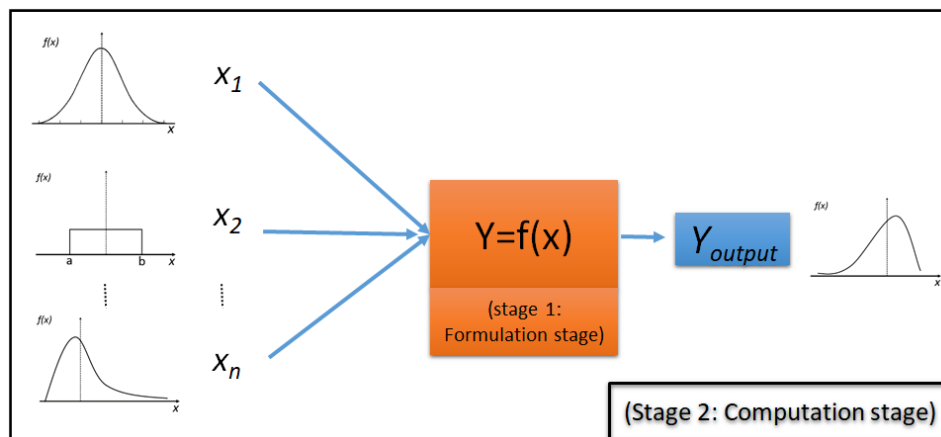 f(x)
x
x1
f(x)
a b x
x2
f(x)
x
xn
Y=f(x)
(stage 1:
Formulation stage)
Youtput
f(x)
x
(Stage 2: Computation stage)